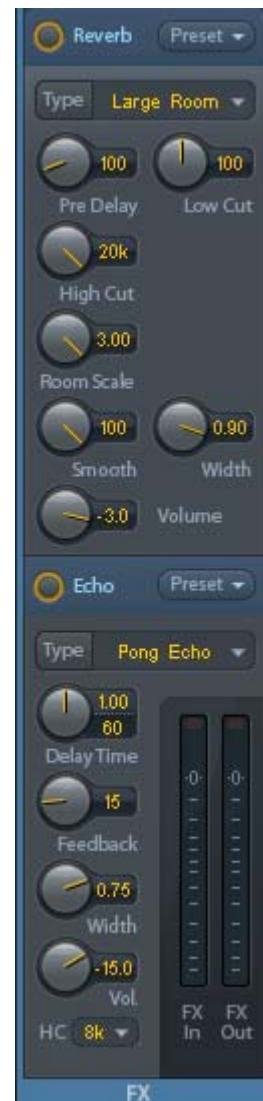 Reverb Preset
Type Large Room
100 100
Pre Delay Low Cut
20k
High Cut
3.00
Room Scale
100 0.90
Smooth Width
-3.0 Volume
Echo Preset
Type Pong Echo
1.00
60
Delay Time
15
Feedback
0.75
Width
-15.0
Vol.
HC 8k
-0- -0-
FX FX
In Out
FX